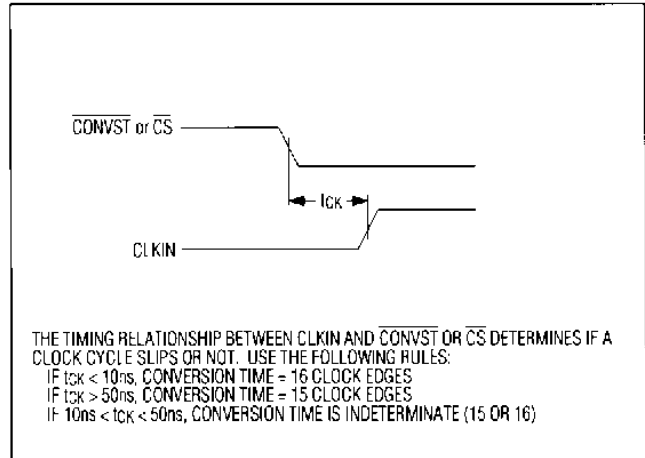 CONVST or CS
tCK
CLKIN
THE TIMING RELATIONSHIP BETWEEN CLKIN AND CONVST OR CS DETERMINES IF A
CLOCK CYCLE SLIPS OR NOT. USE THE FOLLOWING RULES:
IF tCK < 10ns, CONVERSION TIME = 16 CLOCK EDGES
IF tCK > 50ns, CONVERSION TIME = 15 CLOCK EDGES
IF 10ns < tCK < 50ns, CONVERSION TIME IS INDETERMINATE (15 OR 16)